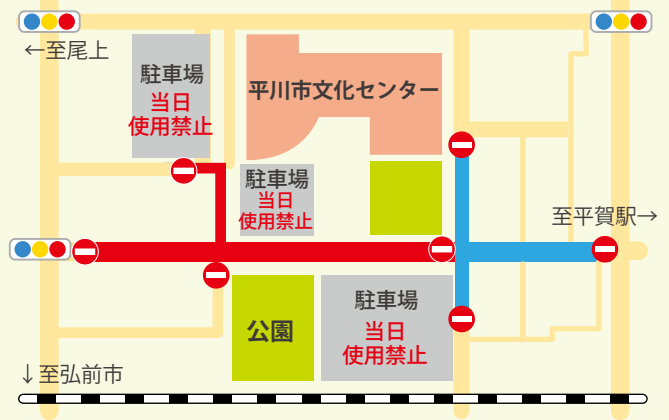 ←至尾上
駐車場
当日
使用禁止
平川市文化センター
駐車場
当日
使用禁止
至平賀駅→
公園
駐車場
当日
使用禁止
↓至弘前市